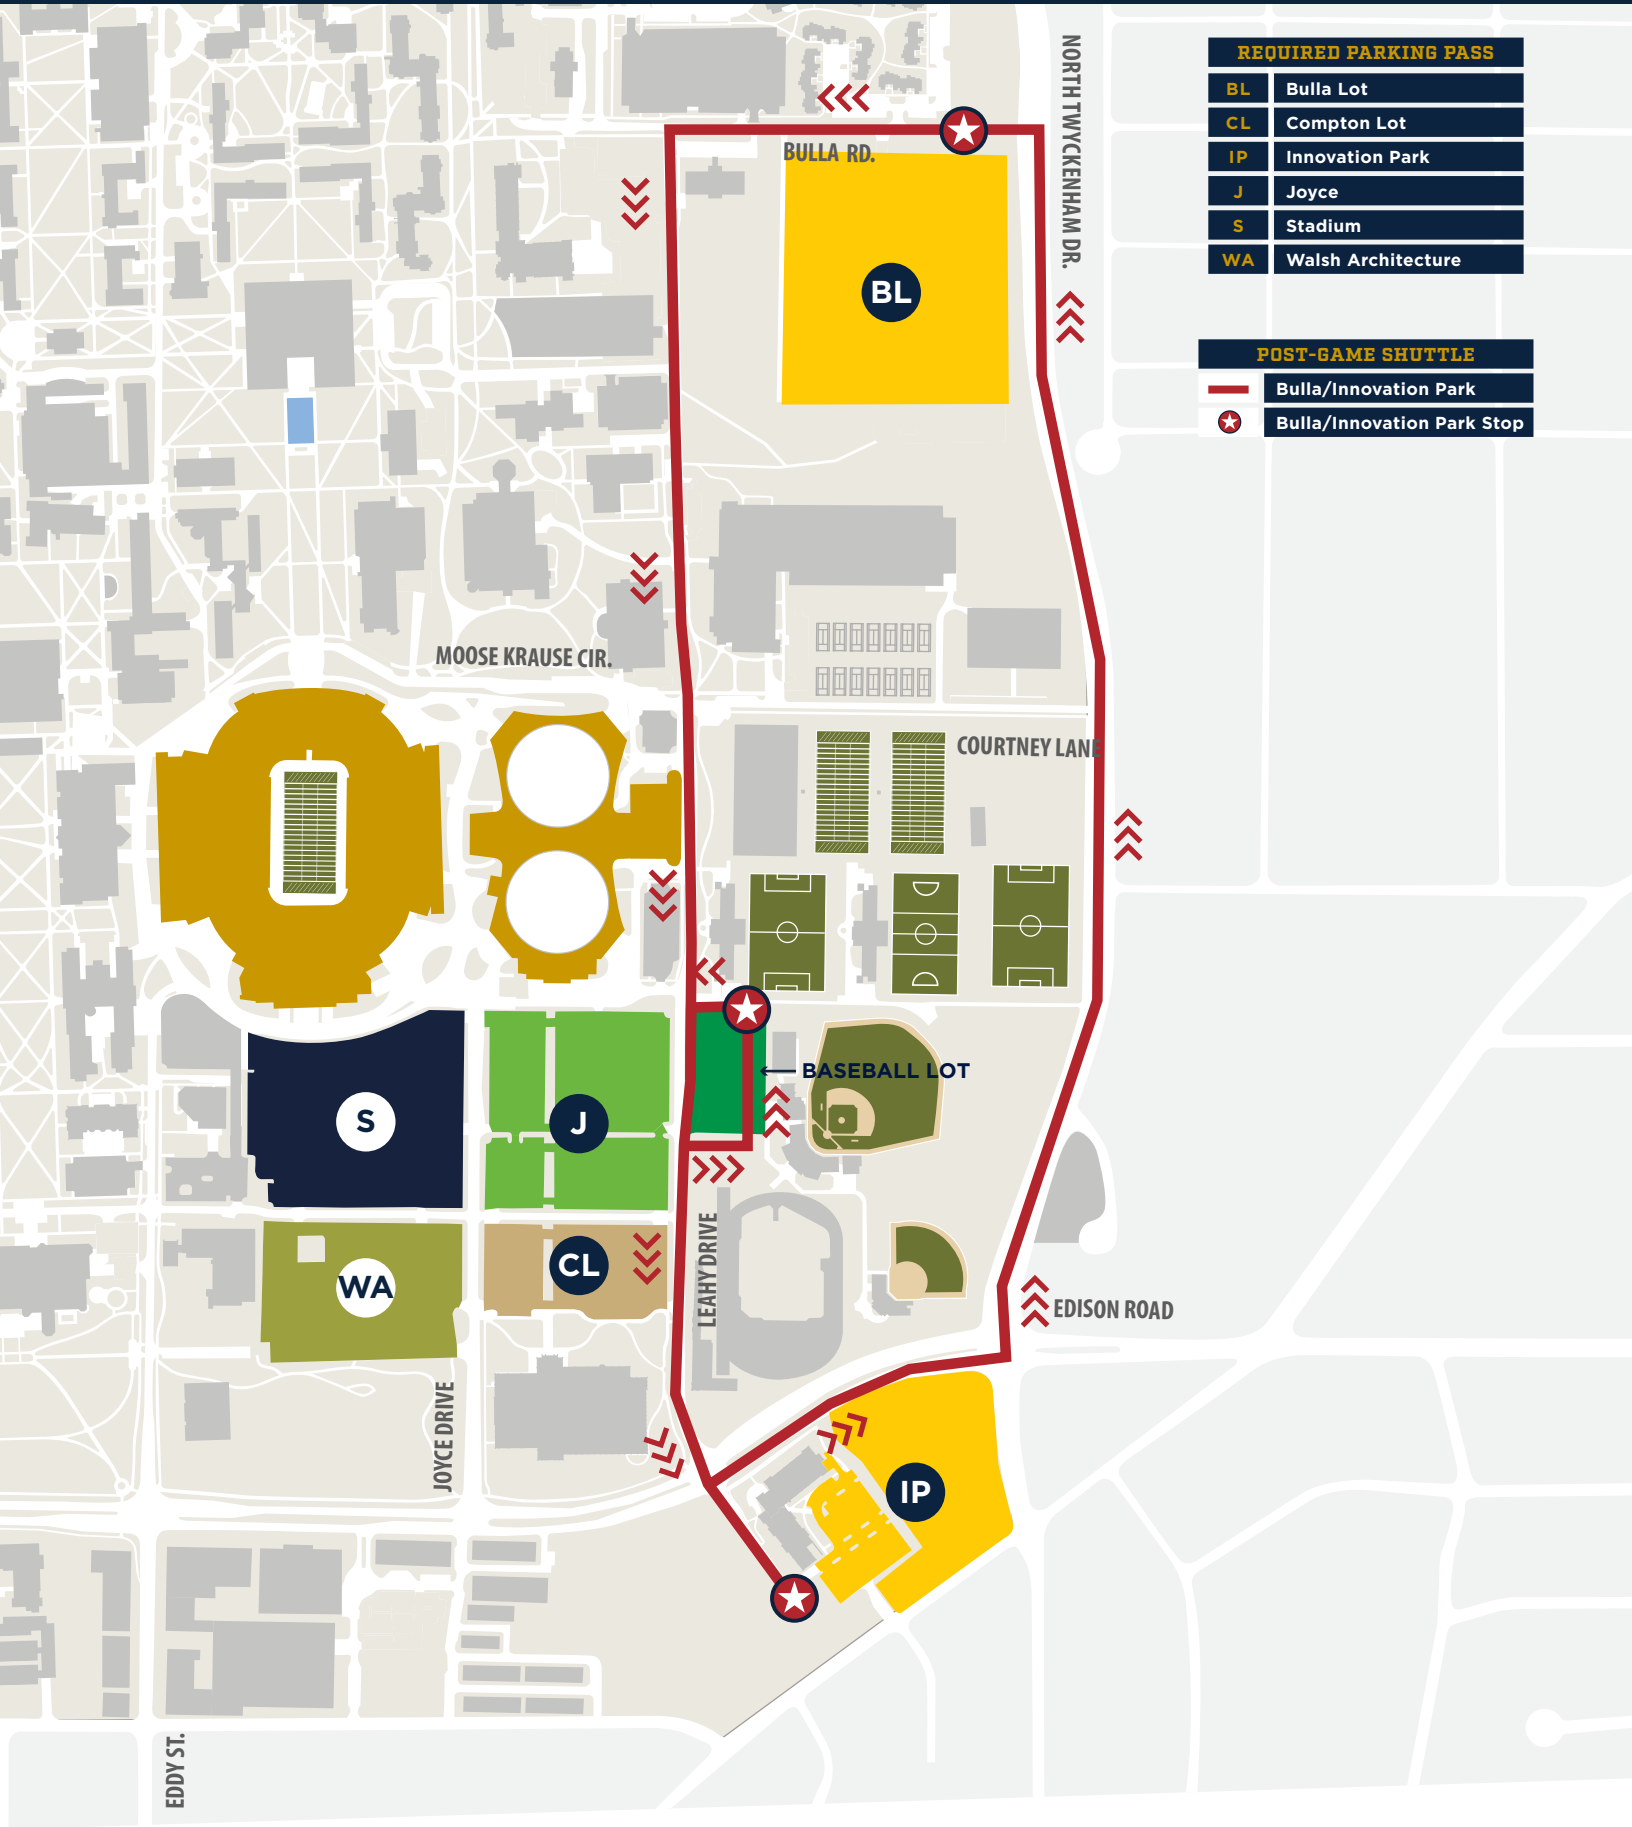 NORTH TWYCKENHAM DR.
REQUIRED PARKING PASS
BL Bulla Lot
CL Compton Lot
IP Innovation Park
J Joyce
S Stadium
WA Walsh Architecture
BULLA RD.
BL
POST-GAME SHUTTLE
Bulla/Innovation Park
Bulla/Innovation Park Stop
MOOSE KRAUSE CIR.
COURTNEY LANE
BASEBALL LOT
S
J
LEAHY DRIVE
CL
WA
EDISON ROAD
JOYCE DRIVE
IP
EDDY ST.